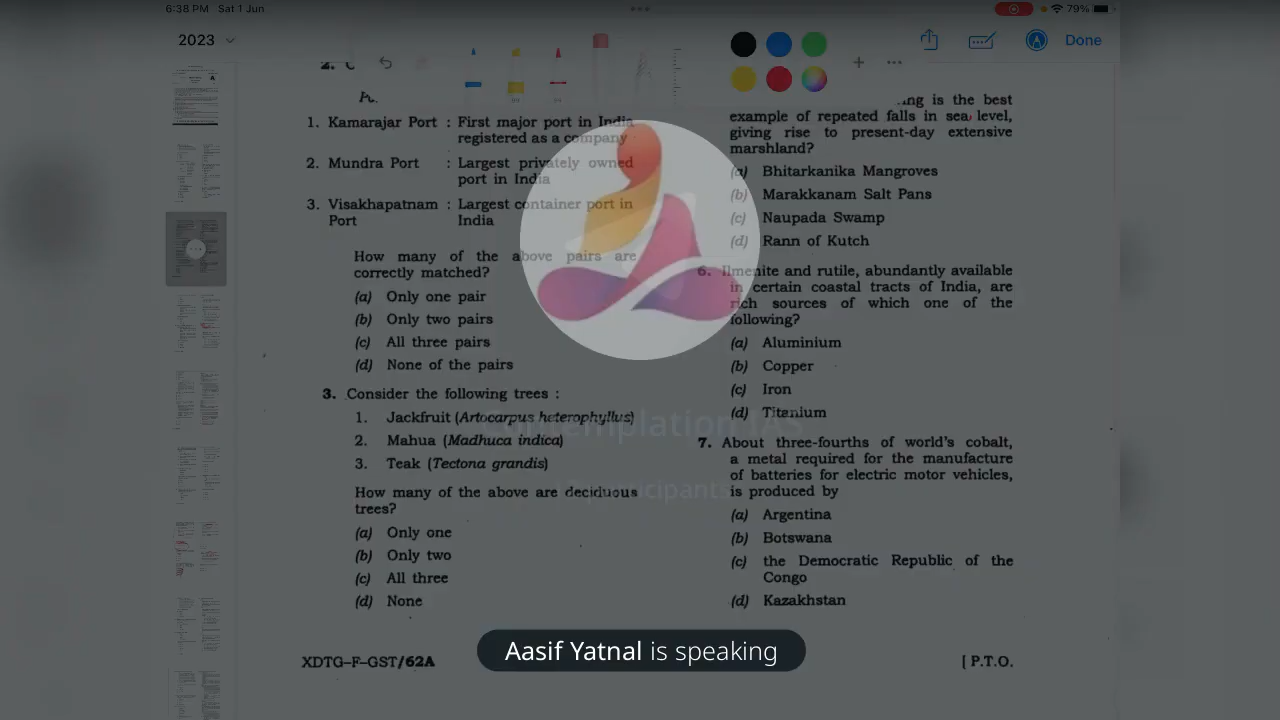 6:38 PM Sat 1 Jun
79%
2023
Done
2.
1. Kamarajar Port : First major port in India
registered as a company
2. Mundra Port : Largest privately owned
port in India
3. Visakhapatnam : Largest container port in
Port India
How many of the above pairs are
correctly matched?
(a) Only one pair
(b) Only two pairs
(c) All three pairs
(d) None of the pairs
3. Consider the following trees :
1. Jackfruit (Artocarpus heterophyllus)
2. Mahua (Madhuca indica)
3. Teak (Tectona grandis)
How many of the above are deciduous
trees?
(a) Only one
(b) Only two
(c) All three
(d) None
is the best
example of repeated falls in sea level,
giving rise to present-day extensive
marshland?
(a) Bhitarkanika Mangroves
(b) Marakkanam Salt Pans
(c) Naupada Swamp
(d) Rann of Kutch
6. Ilmenite and rutile, abundantly available
in certain coastal tracts of India, are
rich sources of which one of the
following?
(a) Aluminium
(b) Copper
(c) Iron
(d) Titanium
7. About three-fourths of world's cobalt,
a metal required for the manufacture
of batteries for electric motor vehicles,
is produced by
(a) Argentina
(b) Botswana
(c) the Democratic Republic of the
Congo
(d) Kazakhstan
Contemplation IAS
participants
Aasif Yatnal is speaking
XDTG-F-GST/62A
[ P.T.O.